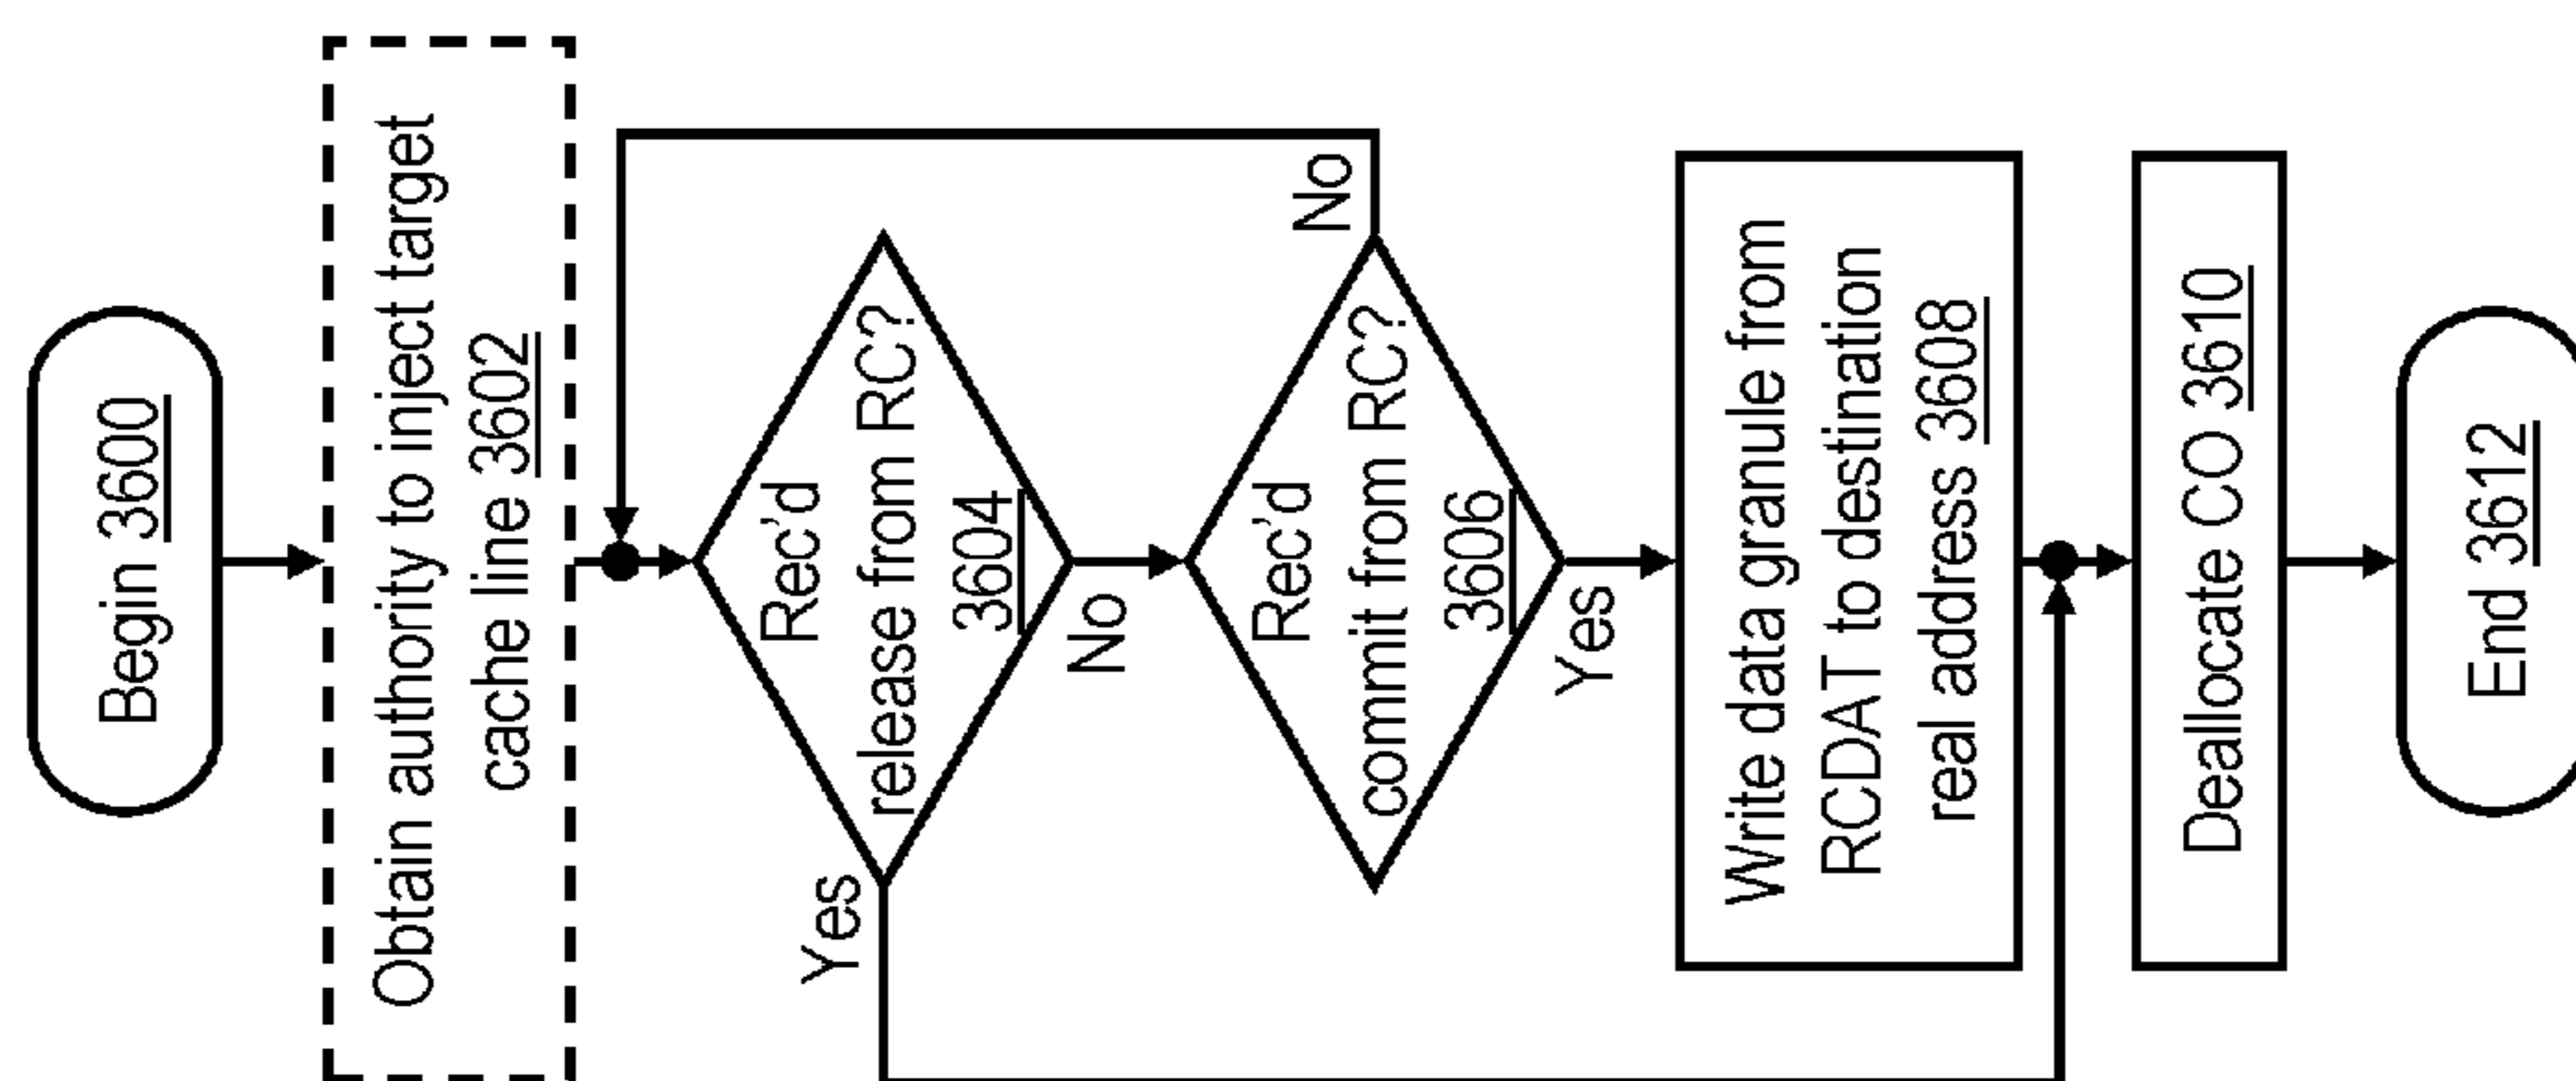 Begin 3600
Obtain authority to inject target
cache line 3602
Rec'd
release from RC?
3604
Yes
No
Rec'd
commit from RC?
3606
No
Yes
Write data granule from
RCDAT to destination
real address 3608
Deallocate CO 3610
End 3612